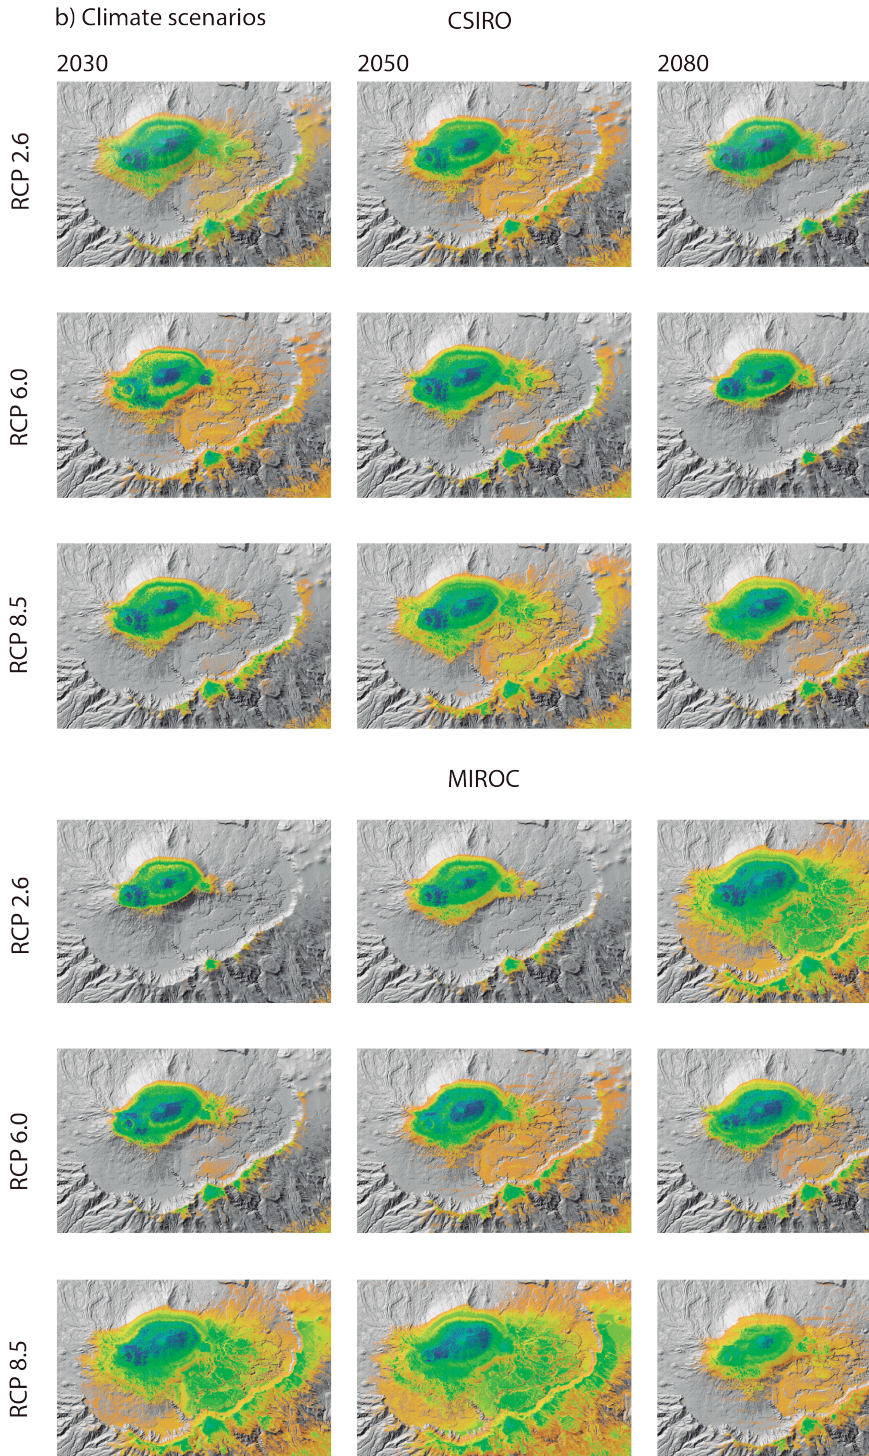 b) Climate scenarios
CSIRO
2030
2050
2080
RCP 2.6
RCP 6.0
RCP 8.5
MIROC
RCP 2.6
RCP 6.0
RCP 8.5